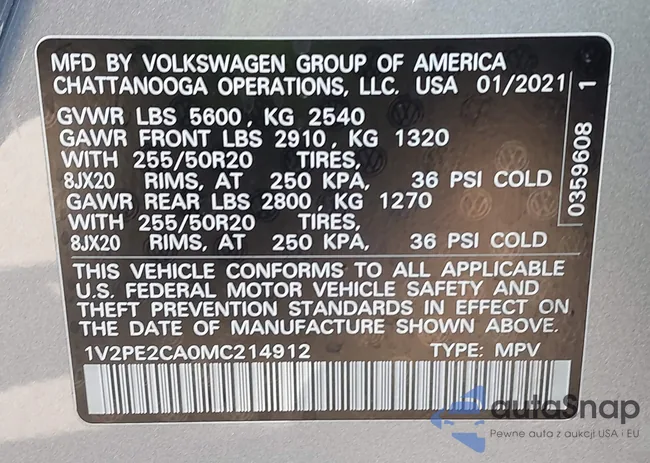 MFD BY VOLKSWAGEN GROUP OF AMERICA
CHATTANOOGA OPERATIONS, LLC. USA 01/2021
GVWR LBS 5600, KG 2540
GAWR FRONT LBS 2910, KG 1320
WITH 255/50R20 TIRES,
8JX20 RIMS, AT 250 KPA, 36 PSI COLD
GAWR REAR LBS 2800, KG 1270
WITH 255/50R20 TIRES,
8JX20 RIMS, AT 250 KPA, 36 PSI COLD
THIS VEHICLE CONFORMS TO ALL APPLICABLE
U.S. FEDERAL MOTOR VEHICLE SAFETY AND
THEFT PREVENTION STANDARDS IN EFFECT ON
THE DATE OF MANUFACTURE SHOWN ABOVE.
1V2PE2CA0MC214912 TYPE: MPV
0359608 1
autoSnap
Pewne auta z aukcji USA i EU